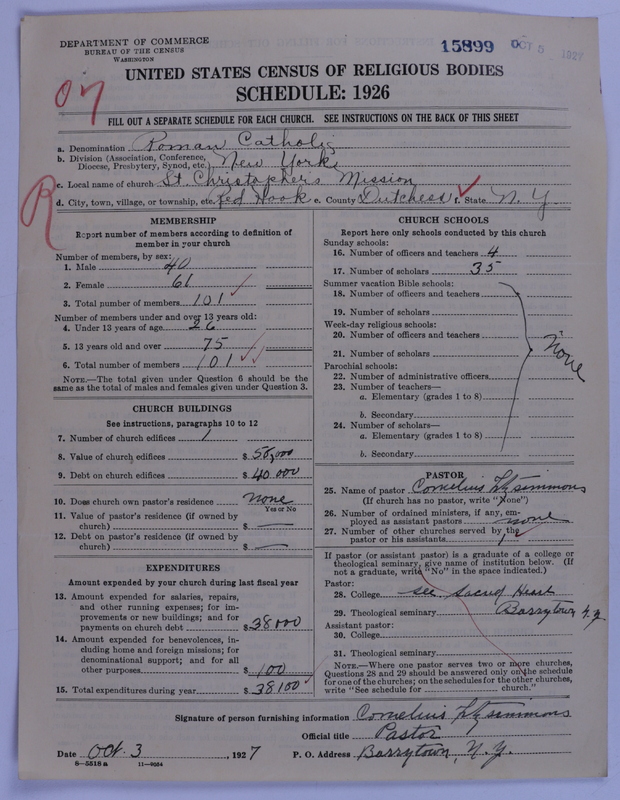 DEPARTMENT OF COMMERCE
BUREAU OF THE CENSUS
WASHINGTON
15899 OCT 5 1927
UNITED STATES CENSUS OF RELIGIOUS BODIES
SCHEDULE: 1926
07
FILL OUT A SEPARATE SCHEDULE FOR EACH CHURCH. SEE INSTRUCTIONS ON THE BACK OF THIS SHEET
a. Denomination Roman Catholic
b. Division (Association, Conference, Diocese, Presbytery, Synod, etc.) New York
c. Local name of church St Christopher's Mission
d. City, town, village, or township, etc. Red Hook e. County Dutchess f. State N. Y.
R
MEMBERSHIP
Report number of members according to definition of member in your church
Number of members, by sex:
1. Male 40
2. Female 61
3. Total number of members 101
Number of members under and over 13 years old:
4. Under 13 years of age 26
5. 13 years old and over 75
6. Total number of members 101
NOTE.—The total given under Question 6 should be the same as the total of males and females given under Question 3.
CHURCH BUILDINGS
See instructions, paragraphs 10 to 12
7. Number of church edifices 1
8. Value of church edifices $ 50,000
9. Debt on church edifices $ 40 000
10. Does church own pastor's residence none
Yes or No
11. Value of pastor's residence (if owned by church) $ —
12. Debt on pastor's residence (if owned by church) $ —
EXPENDITURES
Amount expended by your church during last fiscal year
13. Amount expended for salaries, repairs, and other running expenses; for improvements or new buildings; and for payments on church debt $ 38000
14. Amount expended for benevolences, including home and foreign missions; for denominational support; and for all other purposes $ 100
15. Total expenditures during year $ 38100
CHURCH SCHOOLS
Report here only schools conducted by this church
Sunday schools:
16. Number of officers and teachers 4
17. Number of scholars 35
Summer vacation Bible schools:
18. Number of officers and teachers
19. Number of scholars
Week-day religious schools:
20. Number of officers and teachers
21. Number of scholars
none
Parochial schools:
22. Number of administrative officers
23. Number of teachers—
a. Elementary (grades 1 to 8)
b. Secondary
24. Number of scholars—
a. Elementary (grades 1 to 8)
b. Secondary
PASTOR
25. Name of pastor Cornelius Fitzsimmons
(If church has no pastor, write "None")
26. Number of ordained ministers, if any, employed as assistant pastors none
27. Number of other churches served by the pastor or his assistants 1
If pastor (or assistant pastor) is a graduate of a college or theological seminary, give name of institution below. (If not a graduate, write "No" in the space indicated.)
Pastor:
28. College see Sacred Heart
29. Theological seminary Barrytown N.Y
Assistant pastor:
30. College
31. Theological seminary
NOTE.—Where one pastor serves two or more churches, Questions 28 and 29 should be answered only on the schedule for one of the churches; on the schedules for the other churches, write "See schedule for church."
Signature of person furnishing information Cornelius Fitzsimmons
Official title Pastor
Date Oct. 3, 1927 P. O. Address Barrytown, N. Y.
8—5518 a 11—9054